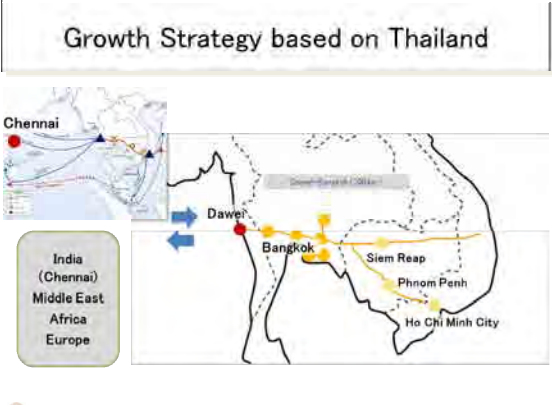 Growth Strategy based on Thailand
Chennai
Dawei
Bangkok
Siem Reap
Phnom Penh
Ho Chi Minh City
India
(Chennai)
Middle East
Africa
Europe